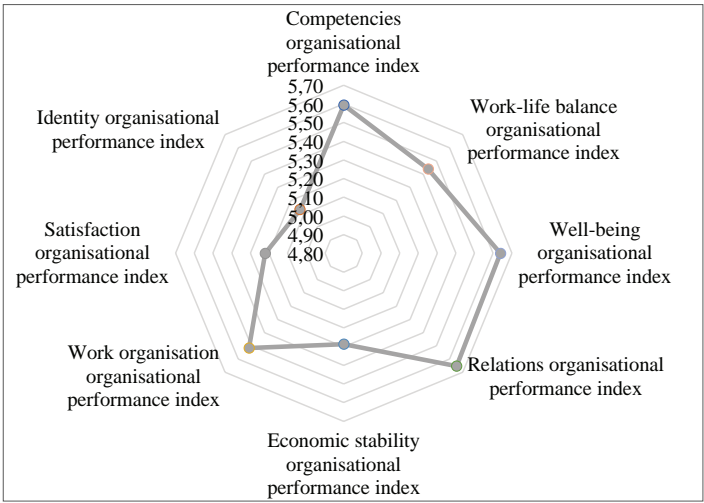 Competencies
organisational
performance index
5,70
5,60
5,50
5,40
5,30
5,20
5,10
5,00
4,90
4,80
Work-life balance
organisational
performance index
Well-being
organisational
performance index
Relations organisational
performance index
Economic stability
organisational
performance index
Work organisation
organisational
performance index
Satisfaction
organisational
performance index
Identity organisational
performance index